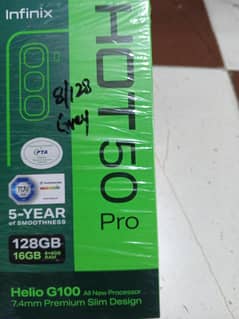 Infinix
HOT 50
Pro
8/128
Grey
PTA
5-YEAR
of SMOOTHNESS
128GB
16GB
RAM
Helio G100 All New Processor
7.4mm Premium Slim Design